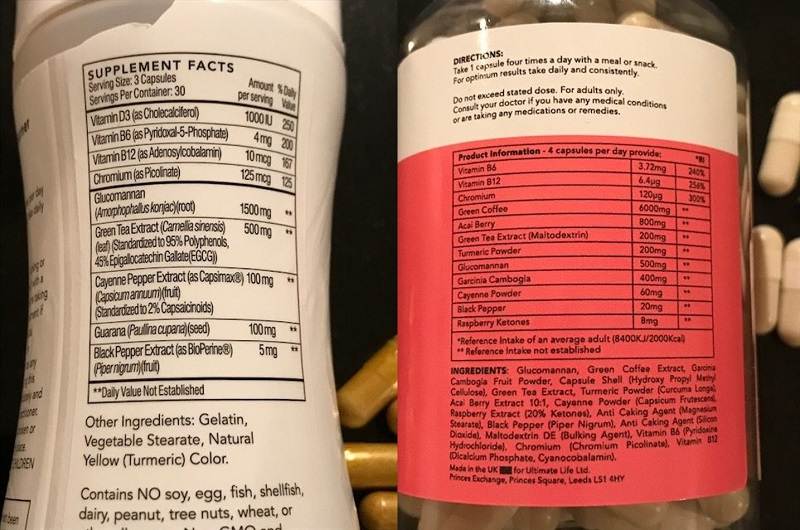 SUPPLEMENT FACTS
Serving Size: 3 Capsules
Servings Per Container: 30
Amount per serving % Daily Value
Vitamin D3 (as Cholecalciferol) 1000 IU 250
Vitamin B6 (as Pyridoxal-5-Phosphate) 4 mg 200
Vitamin B12 (as Adenosylcobalamin) 10 mcg 167
Chromium (as Picolinate) 125 mcg 125
Glucomannan
(Amorphophallus konjac)(root) 1500 mg **
Green Tea Extract (Camellia sinensis) 500 mg **
(leaf) (Standardized to 95% Polyphenols,
45% Epigallocatechin Gallate(EGCG))
Cayenne Pepper Extract (as Capsimax®) 100 mg **
(Capsicum annuum)(fruit)
(Standardized to 2% Capsaicinoids)
Guarana (Paullina cupana)(seed) 100 mg **
Black Pepper Extract (as BioPerine®) 5 mg **
(Piper nigrum)(fruit)
**Daily Value Not Established
Other Ingredients: Gelatin,
Vegetable Stearate, Natural
Yellow (Turmeric) Color.
Contains NO soy, egg, fish, shellfish,
dairy, peanut, tree nuts, wheat, or
DIRECTIONS:
Take 1 capsule four times a day with a meal or snack.
For optimum results take daily and consistently.
Do not exceed stated dose. For adults only.
Consult your doctor if you have any medical conditions
or are taking any medications or remedies.
Product Information - 4 capsules per day provide: *RI
Vitamin B6 3.72mg 240%
Vitamin B12 6.4µg 256%
Chromium 120µg 300%
Green Coffee 6000mg **
Acai Berry 800mg **
Green Tea Extract (Maltodextrin) 200mg **
Turmeric Powder 200mg **
Glucomannan 500mg **
Garcinia Cambogia 400mg **
Cayenne Powder 60mg **
Black Pepper 20mg **
Raspberry Ketones 8mg **
*Reference Intake of an average adult (8400KJ/2000Kcal)
** Reference Intake not established
INGREDIENTS: Glucomannan, Green Coffee Extract, Garcinia
Cambogia Fruit Powder, Capsule Shell (Hydroxy Propyl Methyl
Cellulose), Green Tea Extract, Turmeric Powder (Curcuma Longa),
Acai Berry Extract 10:1, Cayanne Powder (Capsicum Frutescens),
Raspberry Extract (20% Ketones), Anti Caking Agent (Magnesium
Stearate), Black Pepper (Piper Nigrum), Anti Caking Agent (Silicon
Dioxide), Maltodextrin DE (Bulking Agent), Vitamin B6 (Pyridoxine
Hydrochloride), Chromium (Chromium Picolinate), Vitamin B12
(Dicalcium Phosphate, Cyanocobalamin).
Made in the UK for Ultimate Life Ltd.
Princes Exchange, Princes Square, Leeds LS1 4HY